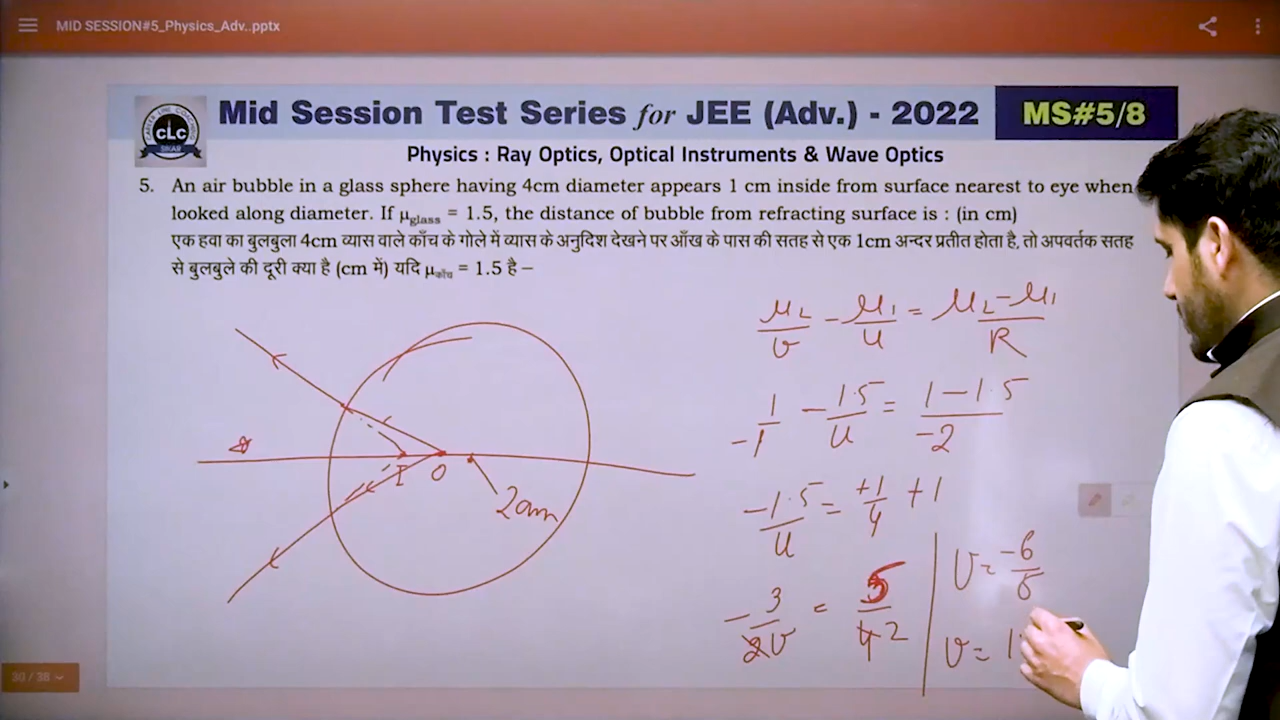 MID SESSION#5_Physics_Adv..pptx
CLC
SIKAR
Mid Session Test Series for JEE (Adv.) - 2022
MS#5/8
Physics : Ray Optics, Optical Instruments & Wave Optics
5. An air bubble in a glass sphere having 4cm diameter appears 1 cm inside from surface nearest to eye when
looked along diameter. If μglass = 1.5, the distance of bubble from refracting surface is : (in cm)
एक हवा का बुलबुला 4cm व्यास वाले काँच के गोले में व्यास के अनुदिश देखने पर आँख के पास की सतह से एक 1cm अन्दर प्रतीत होता है, तो अपवर्तक सतह
से बुलबुले की दूरी क्या है (cm में) यदि μकाँच = 1.5 है –
I O
2cm
μ2/v - μ1/u = μ2-μ1/R
1/-1 - 1.5/u = 1-1.5/-2
-1.5/u = +1/4 +1
-3/2v = 5/42
v = -6/5
v = 1
30 / 38